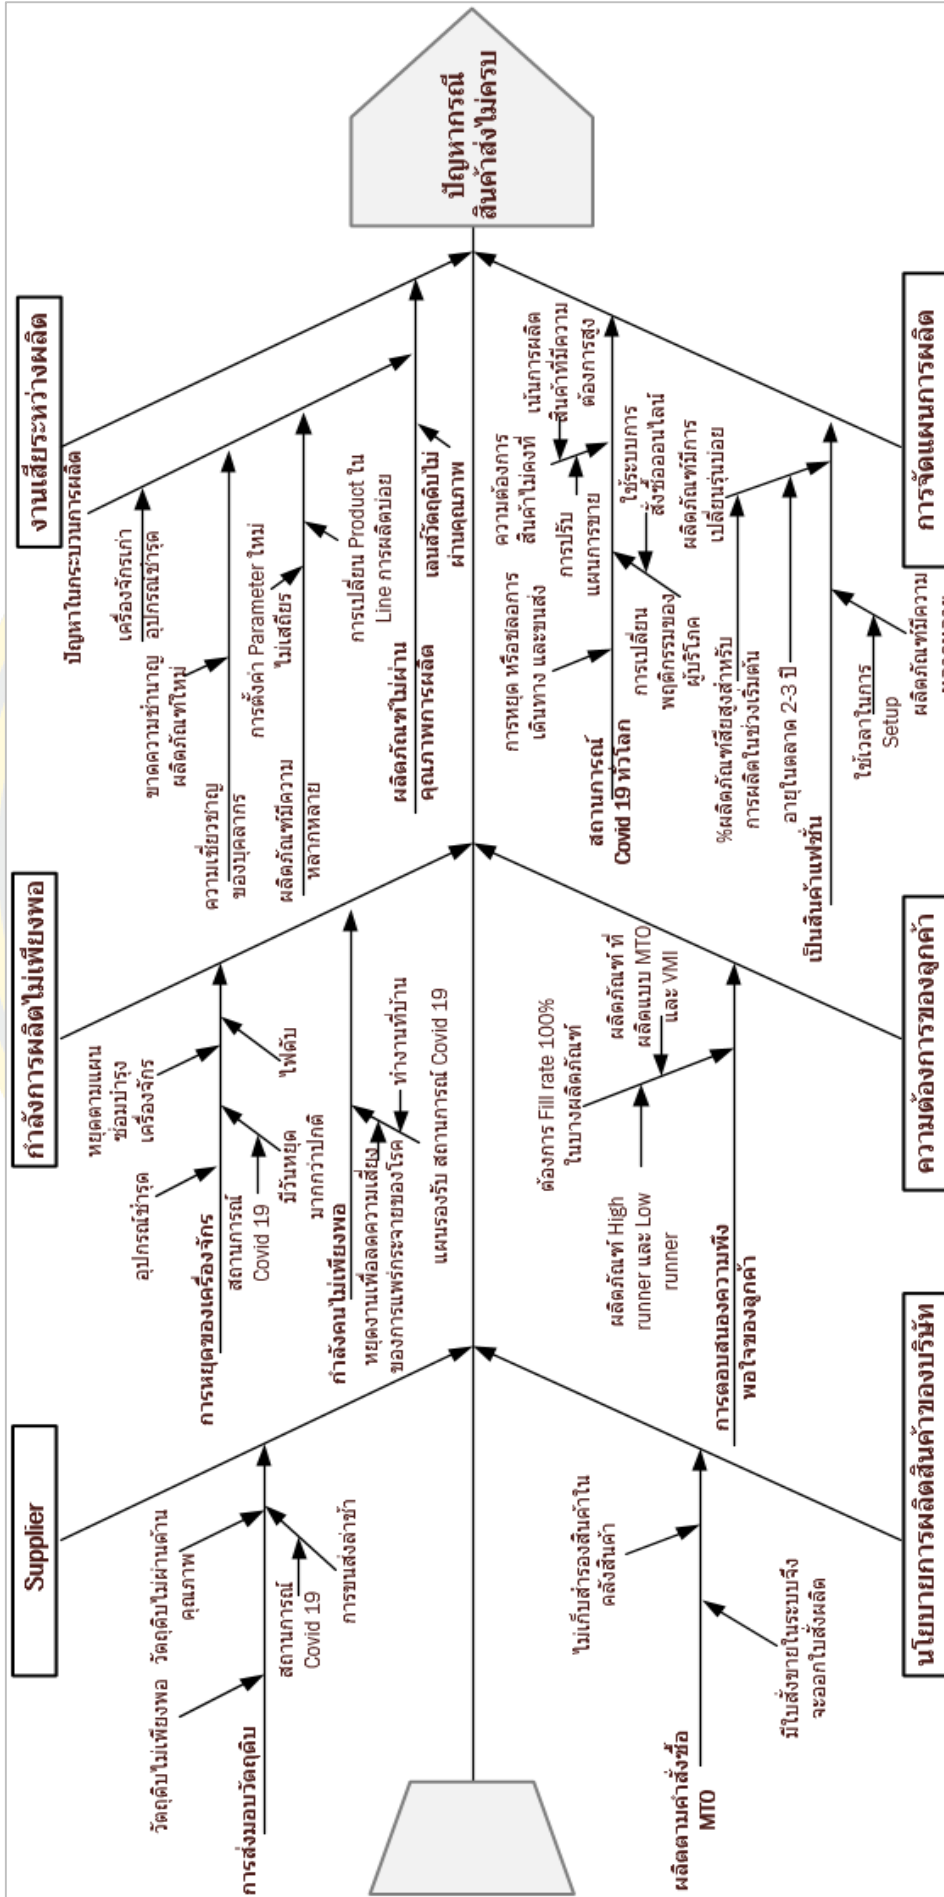 Supplier
กำลังการผลิตไม่เพียงพอ
งานเสียระหว่างผลิต
วัตถุดิบไม่เพียงพอ
วัตถุดิบไม่ผ่านด้าน
คุณภาพ
การส่งมอบวัตถุดิบ
สถานการณ์
Covid 19
การขนส่งล่าช้า
อุปกรณ์ชำรุด
หยุดตามแผน
ซ่อมบำรุง
เครื่องจักร
การหยุดของเครื่องจักร
สถานการณ์
Covid 19
มีวันหยุด
มากกว่าปกติ
ไฟดับ
กำลังคนไม่เพียงพอ
หยุดงานเพื่อลดความเสี่ยง
ของการแพร่กระจายของโรค
ทำงานที่บ้าน
แผนรองรับ สถานการณ์ Covid 19
ปัญหาในกระบวนการผลิต
เครื่องจักรเก่า
อุปกรณ์ชำรุด
ขาดความชำนาญ
ผลิตภัณฑ์ใหม่
ความเชี่ยวชาญ
ของบุคลากร
การตั้งค่า Parameter ใหม่
ไม่เสถียร
ผลิตภัณฑ์มีความ
หลากหลาย
การเปลี่ยน Product ใน
Line การผลิตบ่อย
ผลิตภัณฑ์ไม่ผ่าน
คุณภาพการผลิต
เลนส์วัตถุดิบไม่
ผ่านคุณภาพ
ปัญหากรณี
สินค้าส่งไม่ครบ
ไม่เก็บสำรองสินค้าใน
คลังสินค้า
ผลิตตามคำสั่งซื้อ
MTO
มีใบสั่งขายในระบบจึง
จะออกใบสั่งผลิต
ต้องการ Fill rate 100%
ในบางผลิตภัณฑ์
ผลิตภัณฑ์ High
runner และ Low
runner
ผลิตภัณฑ์ ที่
ผลิตแบบ MTO
และ VMI
การตอบสนองความพึง
พอใจของลูกค้า
ความต้องการ
สินค้าไม่คงที่
เน้นการผลิต
สินค้าที่มีความ
ต้องการสูง
การปรับ
แผนการขาย
การหยุด หรือชลอการ
เดินทาง และขนส่ง
สถานการณ์
Covid 19 ทั่วโลก
ใช้ระบบการ
สั่งซื้อออนไลน์
การเปลี่ยน
พฤติกรรมของ
ผู้บริโภค
ผลิตภัณฑ์มีการ
เปลี่ยนรุ่นบ่อย
%ผลิตภัณฑ์เสียสูงสำหรับ
การผลิตในช่วงเริ่มต้น
อายุในตลาด 2-3 ปี
เป็นสินค้าแฟชั่น
ใช้เวลาในการ
Setup
ผลิตภัณฑ์มีความ
นโยบายการผลิตสินค้าของบริษัท
ความต้องการของลูกค้า
การจัดแผนการผลิต